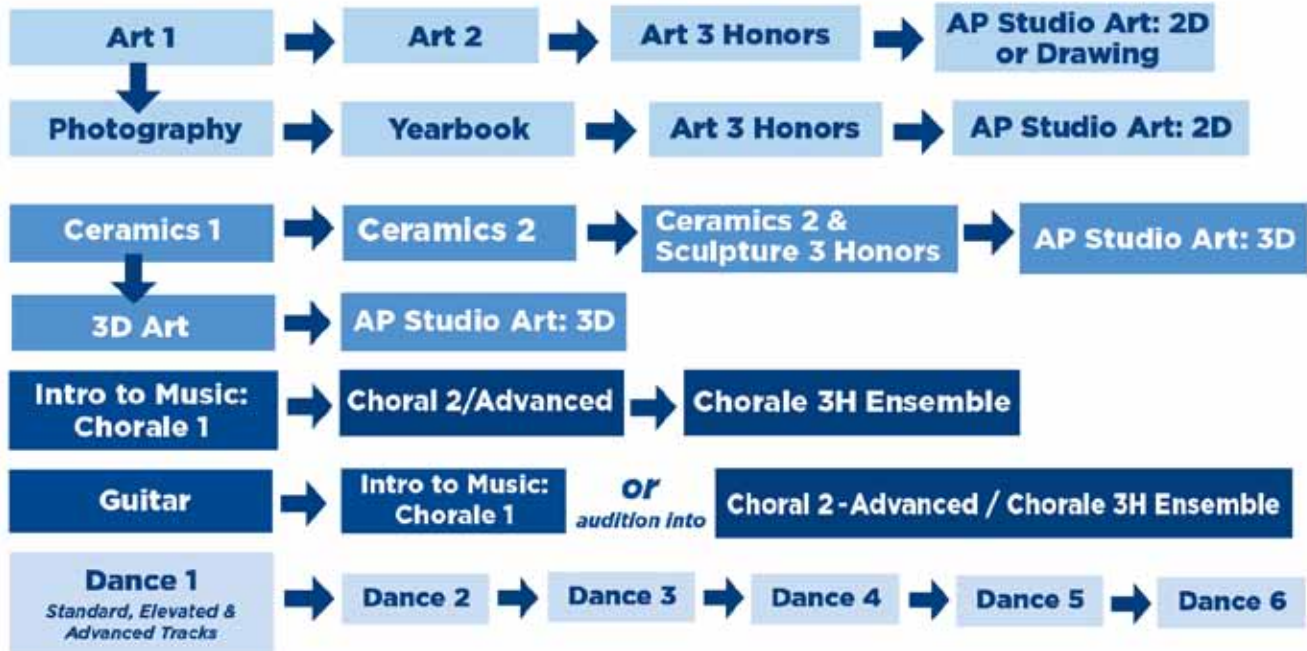 Art 1
Art 2
Art 3 Honors
AP Studio Art: 2D
or Drawing
Photography
Yearbook
Art 3 Honors
AP Studio Art: 2D
Ceramics 1
Ceramics 2
Ceramics 2 &
Sculpture 3 Honors
AP Studio Art: 3D
3D Art
AP Studio Art: 3D
Intro to Music:
Chorale 1
Choral 2/Advanced
Chorale 3H Ensemble
Guitar
Intro to Music:
Chorale 1
or
audition into
Choral 2 - Advanced / Chorale 3H Ensemble
Dance 1
Standard, Elevated &
Advanced Tracks
Dance 2
Dance 3
Dance 4
Dance 5
Dance 6